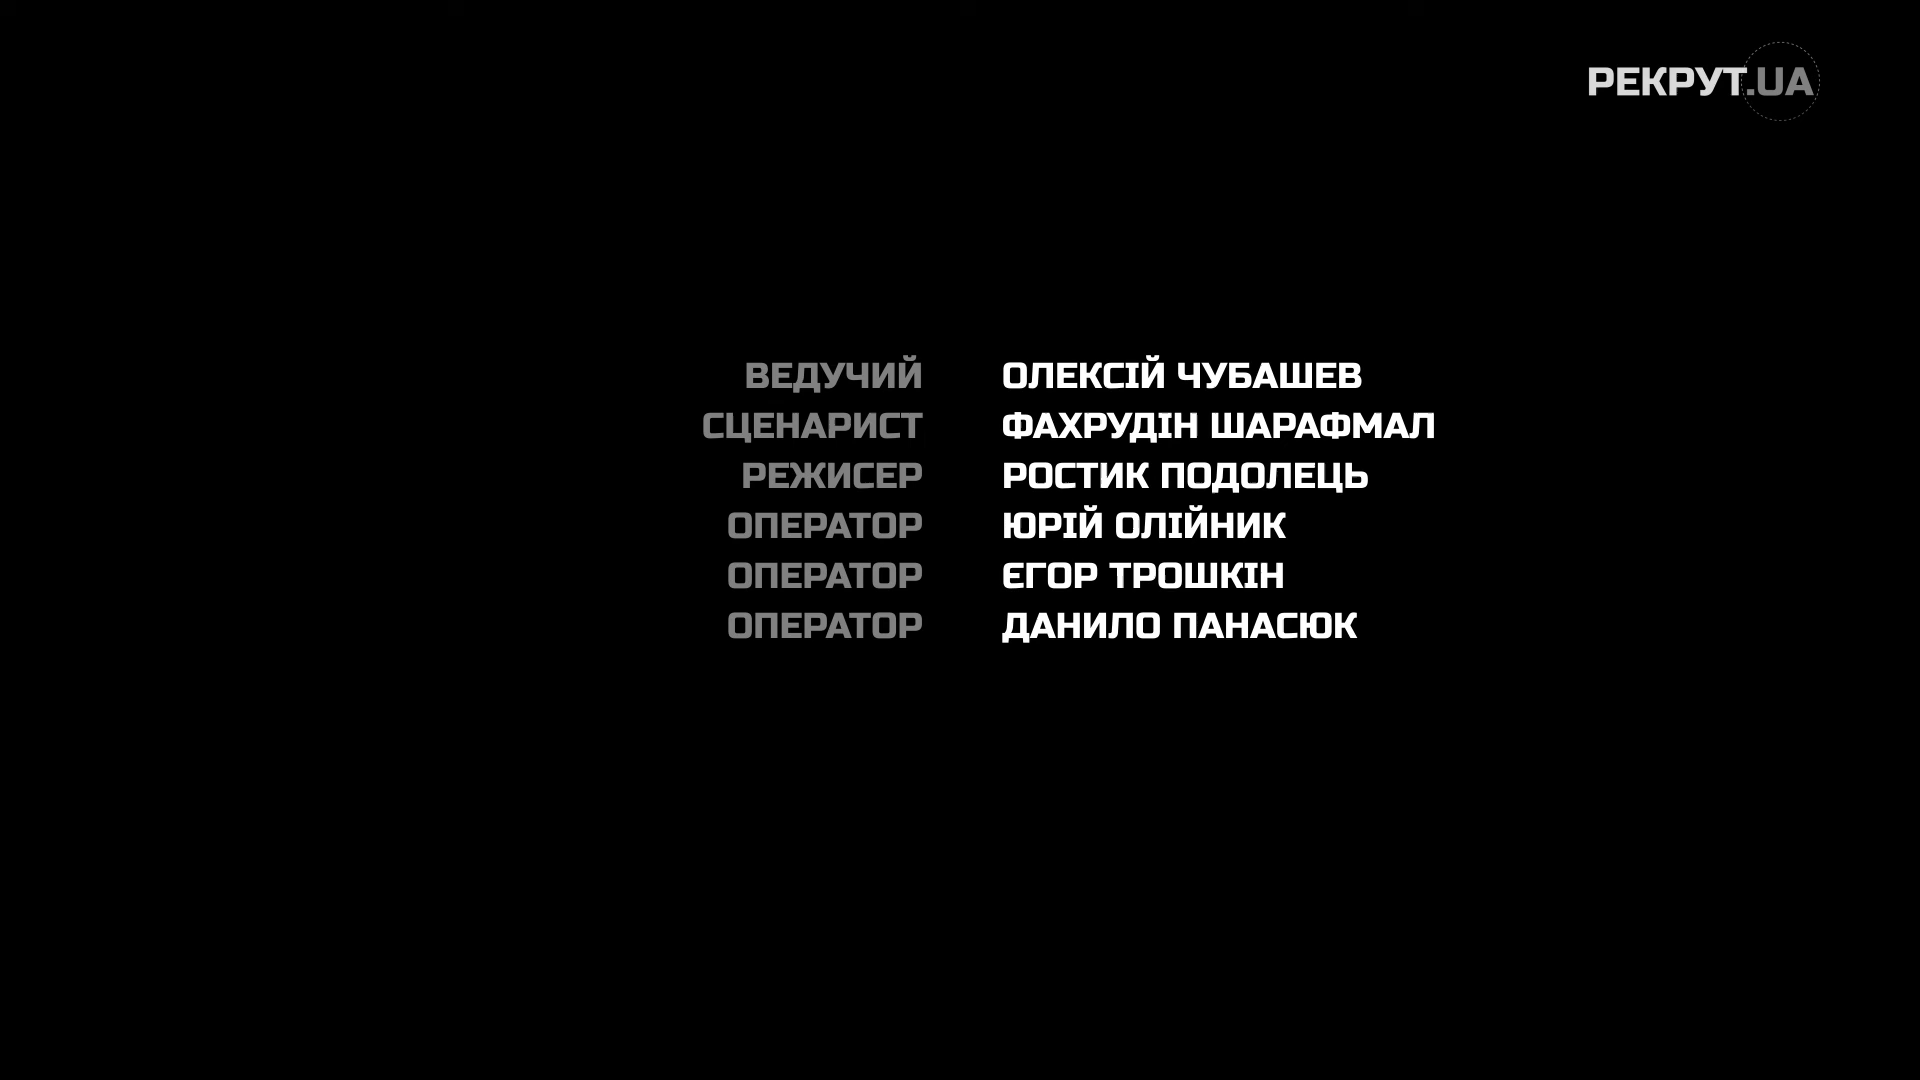 РЕКРУТ.UA
ВЕДУЧИЙ ОЛЕКСІЙ ЧУБАШЕВ
СЦЕНАРИСТ ФАХРУДІН ШАРАФМАЛ
РЕЖИСЕР РОСТИК ПОДОЛЕЦЬ
ОПЕРАТОР ЮРІЙ ОЛІЙНИК
ОПЕРАТОР ЄГОР ТРОШКІН
ОПЕРАТОР ДАНИЛО ПАНАСЮК